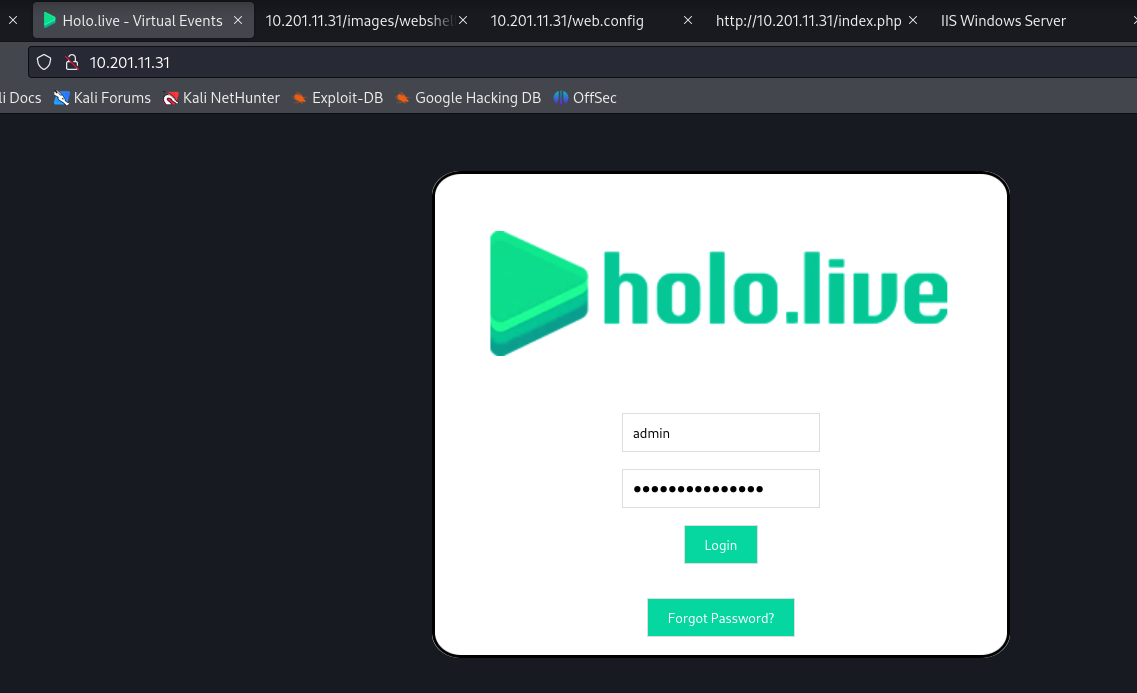 Holo.live - Virtual Events 10.201.11.31/images/webshel 10.201.11.31/web.config http://10.201.11.31/index.php IIS Windows Server
10.201.11.31
li Docs Kali Forums Kali NetHunter Exploit-DB Google Hacking DB OffSec
holo.live
admin
●●●●●●●●●●●●●●●
Login
Forgot Password?